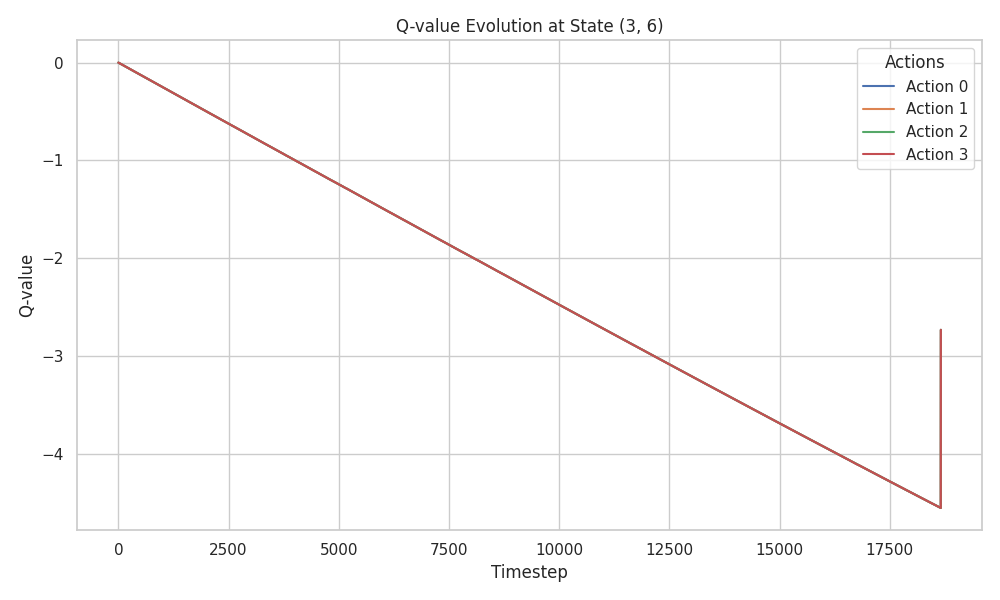 Q-value Evolution at State (3, 6)
Actions
Action 0
Action 1
Action 2
Action 3
Q-value
0
−1
−2
−3
−4
0 2500 5000 7500 10000 12500 15000 17500
Timestep